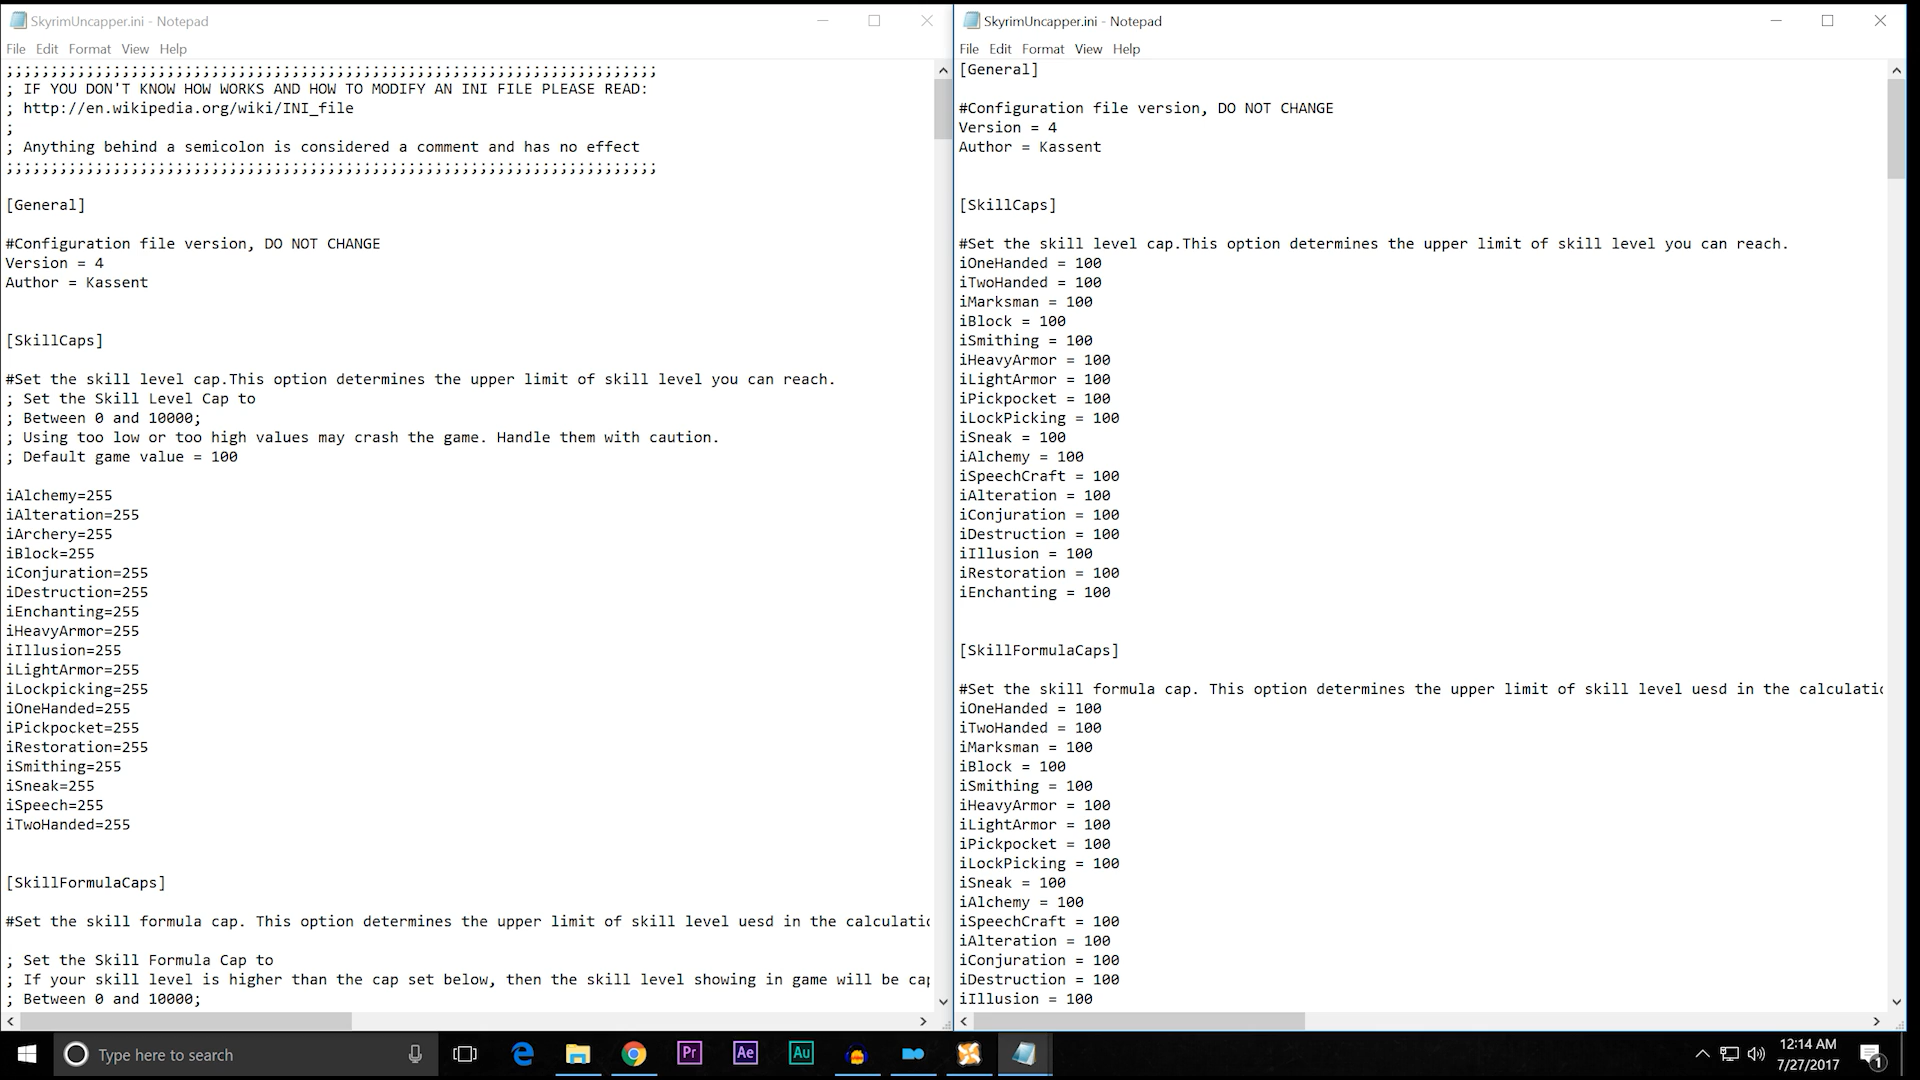 SkyrimUncapper.ini - Notepad
File Edit Format View Help
;;;;;;;;;;;;;;;;;;;;;;;;;;;;;;;;;;;;;;;;;;;;;;;;;;;;;;;;;;;;;;;;;;;;;;;;;
; IF YOU DON'T KNOW HOW WORKS AND HOW TO MODIFY AN INI FILE PLEASE READ:
; http://en.wikipedia.org/wiki/INI_file
;
; Anything behind a semicolon is considered a comment and has no effect
;;;;;;;;;;;;;;;;;;;;;;;;;;;;;;;;;;;;;;;;;;;;;;;;;;;;;;;;;;;;;;;;;;;;;;;;;
[General]
#Configuration file version, DO NOT CHANGE
Version = 4
Author = Kassent
[SkillCaps]
#Set the skill level cap.This option determines the upper limit of skill level you can reach.
; Set the Skill Level Cap to
; Between 0 and 10000;
; Using too low or too high values may crash the game. Handle them with caution.
; Default game value = 100
iAlchemy=255
iAlteration=255
iArchery=255
iBlock=255
iConjuration=255
iDestruction=255
iEnchanting=255
iHeavyArmor=255
iIllusion=255
iLightArmor=255
iLockpicking=255
iOneHanded=255
iPickpocket=255
iRestoration=255
iSmithing=255
iSneak=255
iSpeech=255
iTwoHanded=255
[SkillFormulaCaps]
#Set the skill formula cap. This option determines the upper limit of skill level uesd in the calculatic
; Set the Skill Formula Cap to
; If your skill level is higher than the cap set below, then the skill level showing in game will be cap
; Between 0 and 10000;
SkyrimUncapper.ini - Notepad
File Edit Format View Help
[General]
#Configuration file version, DO NOT CHANGE
Version = 4
Author = Kassent
[SkillCaps]
#Set the skill level cap.This option determines the upper limit of skill level you can reach.
iOneHanded = 100
iTwoHanded = 100
iMarksman = 100
iBlock = 100
iSmithing = 100
iHeavyArmor = 100
iLightArmor = 100
iPickpocket = 100
iLockPicking = 100
iSneak = 100
iAlchemy = 100
iSpeechCraft = 100
iAlteration = 100
iConjuration = 100
iDestruction = 100
iIllusion = 100
iRestoration = 100
iEnchanting = 100
[SkillFormulaCaps]
#Set the skill formula cap. This option determines the upper limit of skill level uesd in the calculatic
iOneHanded = 100
iTwoHanded = 100
iMarksman = 100
iBlock = 100
iSmithing = 100
iHeavyArmor = 100
iLightArmor = 100
iPickpocket = 100
iLockPicking = 100
iSneak = 100
iAlchemy = 100
iSpeechCraft = 100
iAlteration = 100
iConjuration = 100
iDestruction = 100
iIllusion = 100
Type here to search
Pr
Ae
Au
12:14 AM
7/27/2017
1